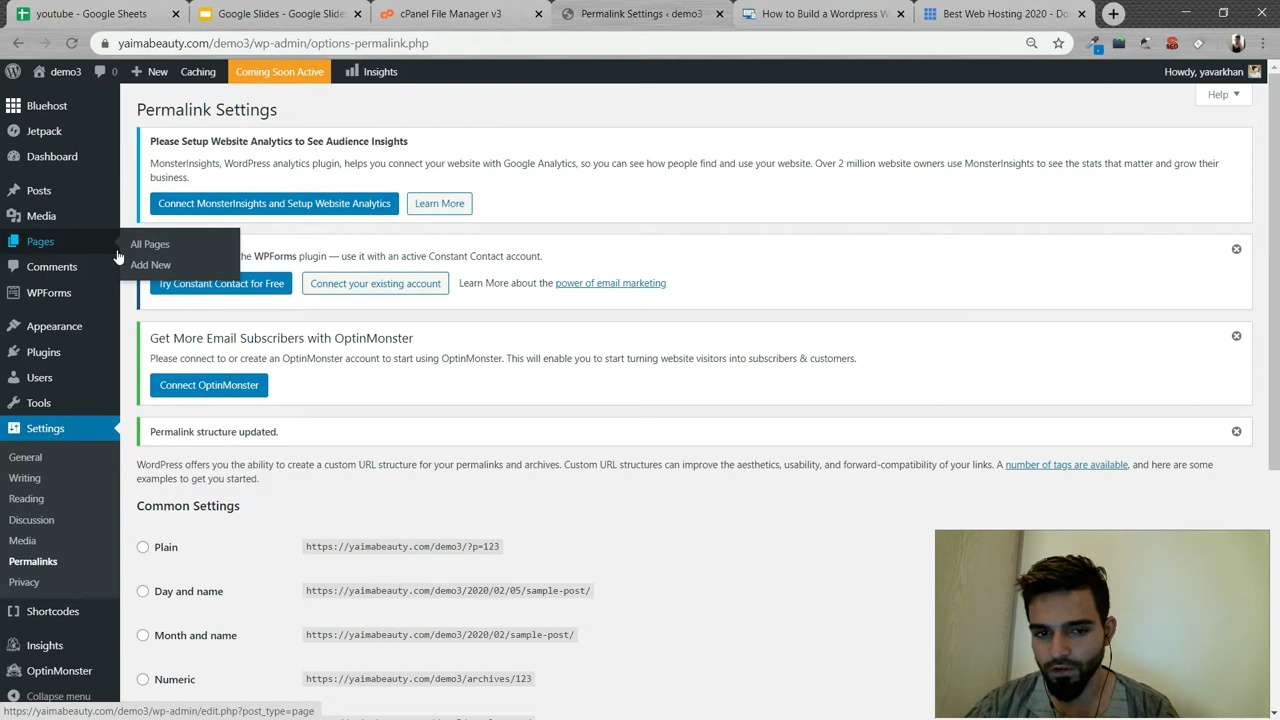 youtube - Google Sheets
Google Slides - Google Slide
cPanel File Manager v3
Permalink Settings ‹ demo3
How to Build a Wordpress W
Best Web Hosting 2020 - Do
yaimabeauty.com/demo3/wp-admin/options-permalink.php
demo3
0
New
Caching
Coming Soon Active
Insights
Howdy, yavarkhan
Bluehost
Jetpack
Dashboard
Posts
Media
Pages
All Pages
Add New
Comments
WPForms
Appearance
Plugins
Users
Tools
Settings
General
Writing
Reading
Discussion
Media
Permalinks
Privacy
Shortcodes
Insights
OptinMonster
Collapse menu
Permalink Settings
Help
Please Setup Website Analytics to See Audience Insights
MonsterInsights, WordPress analytics plugin, helps you connect your website with Google Analytics, so you can see how people find and use your website. Over 2 million website owners use MonsterInsights to see the stats that matter and grow their
business.
Connect MonsterInsights and Setup Website Analytics
Learn More
the WPForms plugin — use it with an active Constant Contact account.
Try Constant Contact for Free
Connect your existing account
Learn More about the power of email marketing
Get More Email Subscribers with OptinMonster
Please connect to or create an OptinMonster account to start using OptinMonster. This will enable you to start turning website visitors into subscribers & customers.
Connect OptinMonster
Permalink structure updated.
WordPress offers you the ability to create a custom URL structure for your permalinks and archives. Custom URL structures can improve the aesthetics, usability, and forward-compatibility of your links. A number of tags are available, and here are some
examples to get you started.
Common Settings
Plain
https://yaimabeauty.com/demo3/?p=123
Day and name
https://yaimabeauty.com/demo3/2020/02/05/sample-post/
Month and name
https://yaimabeauty.com/demo3/2020/02/sample-post/
Numeric
https://yaimabeauty.com/demo3/archives/123
https://yaimabeauty.com/demo3/wp-admin/edit.php?post_type=page